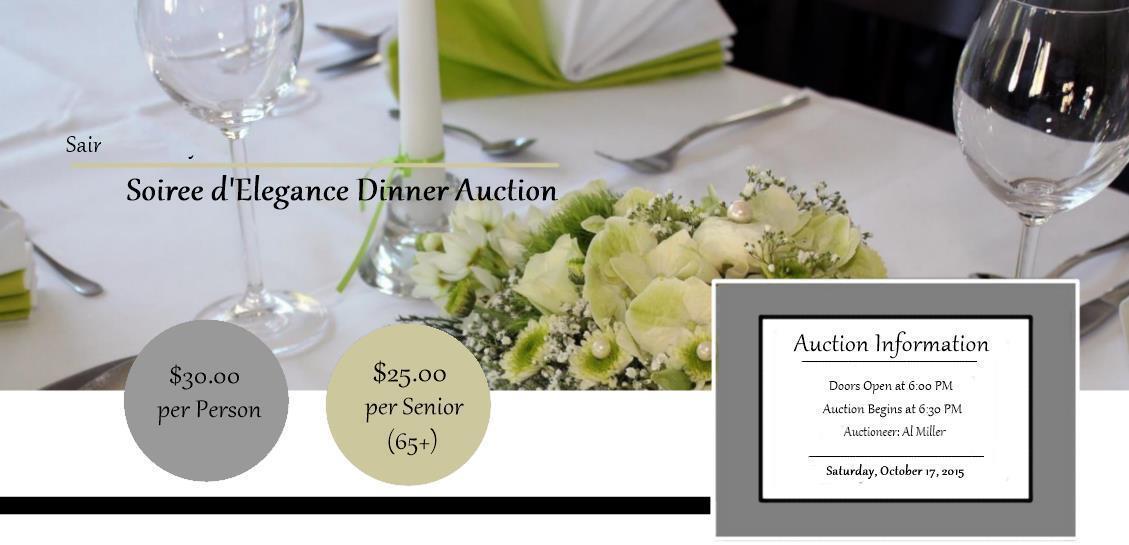 Sair
Soiree d'Elegance Dinner Auction
$30.00
per Person
$25.00
per Senior
(65+)
Auction Information
Doors Open at 6:00 PM
Auction Begins at 6:30 PM
Auctioneer: Al Miller
Saturday, October 17, 2015